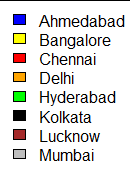 Ahmedabad
Bangalore
Chennai
Delhi
Hyderabad
Kolkata
Lucknow
Mumbai